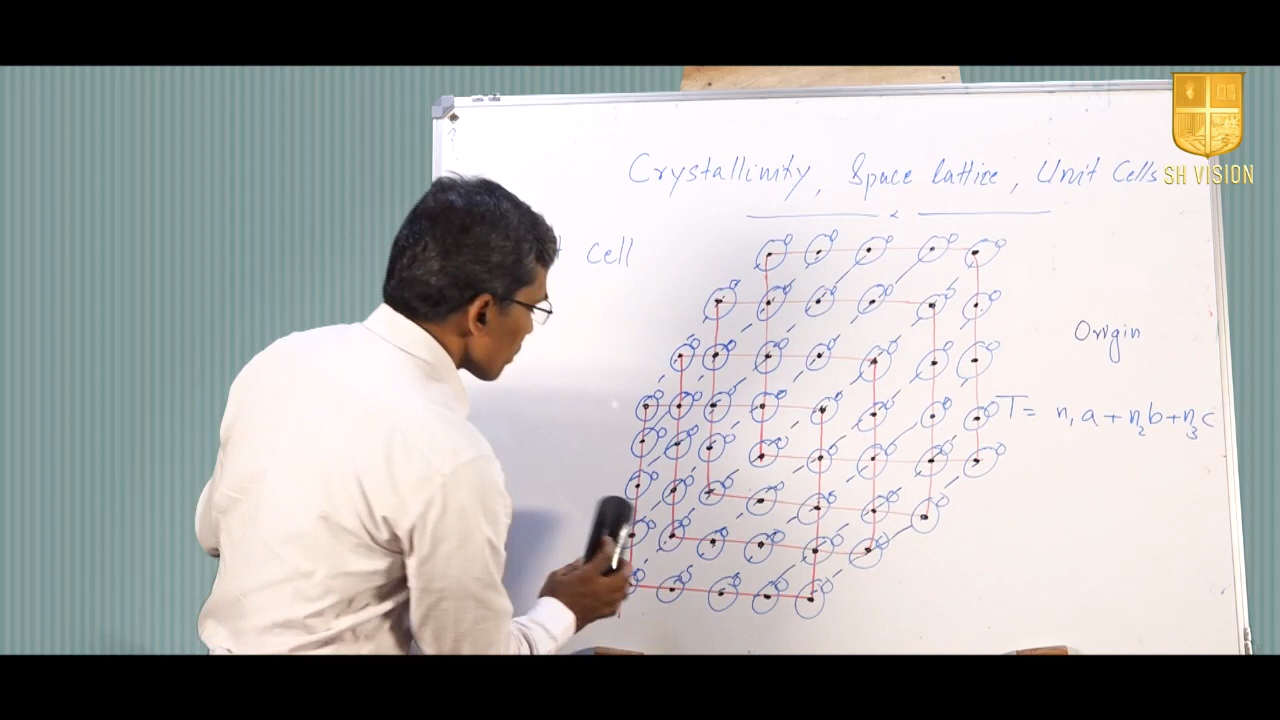 Crystallinity, Space lattice, Unit Cells
SH VISION
Cell
Origin
T = n₁a + n₂b + n₃c